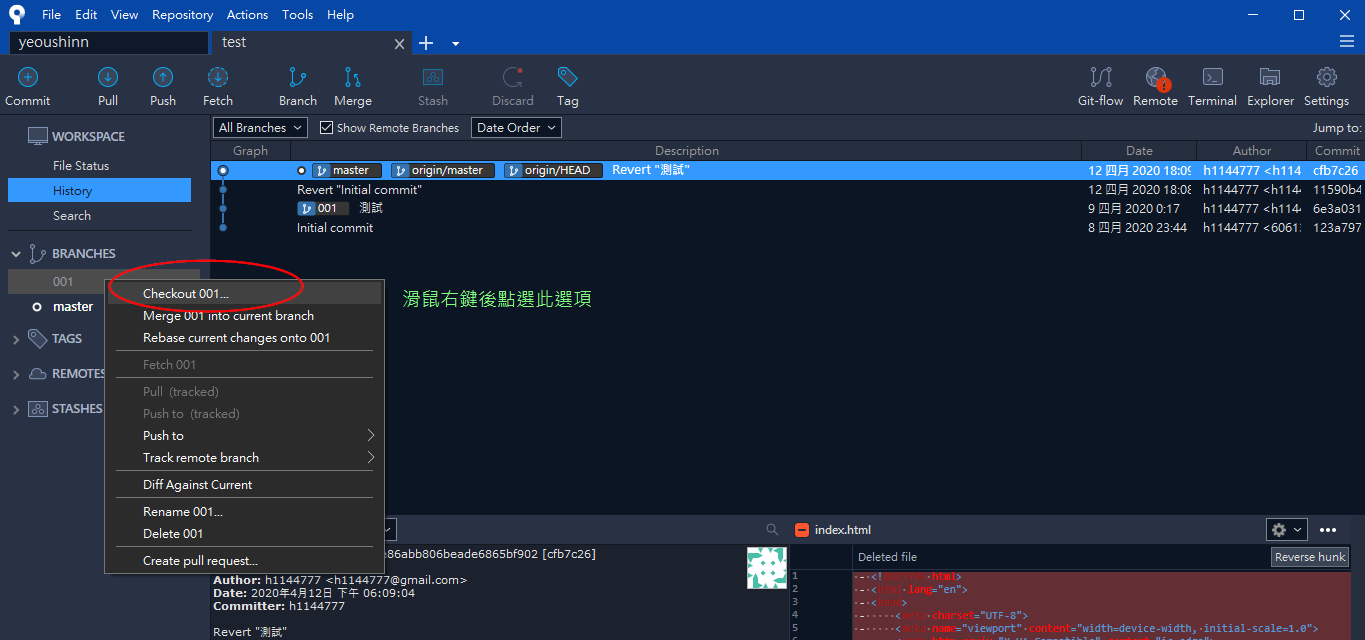 File Edit View Repository Actions Tools Help
yeoushinn test
Commit Pull Push Fetch Branch Merge Stash Discard Tag Git-flow Remote Terminal Explorer Settings
WORKSPACE
File Status
History
Search
BRANCHES
001
master
TAGS
REMOTES
STASHES
All Branches Show Remote Branches Date Order Jump to:
Graph Description Date Author Commit
master origin/master origin/HEAD Revert "測試" 12 四月 2020 18:09 h1144777 <h1144 cfb7c26
Revert "Initial commit" 12 四月 2020 18:08 h1144777 <h1144 11590b4
001 測試 9 四月 2020 0:17 h1144777 <h1144 6e3a031
Initial commit 8 四月 2020 23:44 h1144777 <6061 123a797
Checkout 001...
Merge 001 into current branch
Rebase current changes onto 001
Fetch 001
Pull (tracked)
Push to (tracked)
Push to
Track remote branch
Diff Against Current
Rename 001...
Delete 001
Create pull request...
滑鼠右鍵後點選此選項
e86abb806beade6865bf902 [cfb7c26]
Author: h1144777 <h1144777@gmail.com>
Date: 2020年4月12日 下午 06:09:04
Committer: h1144777
Revert "測試"
index.html
Deleted file Reverse hunk
1 - <!DOCTYPE html>
2 - <html lang="en">
3 - <head>
4 - <meta charset="UTF-8">
5 - <meta name="viewport" content="width=device-width, initial-scale=1.0">